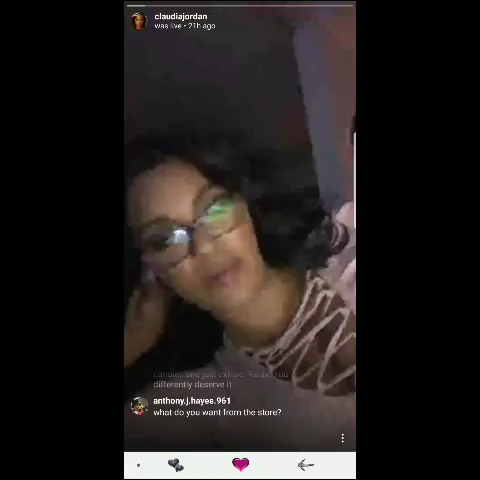 claudiajordan
was live • 21h ago
candles and just exhale. Relax. You
differently deserve it
anthony.j.hayes.961
what do you want from the store?